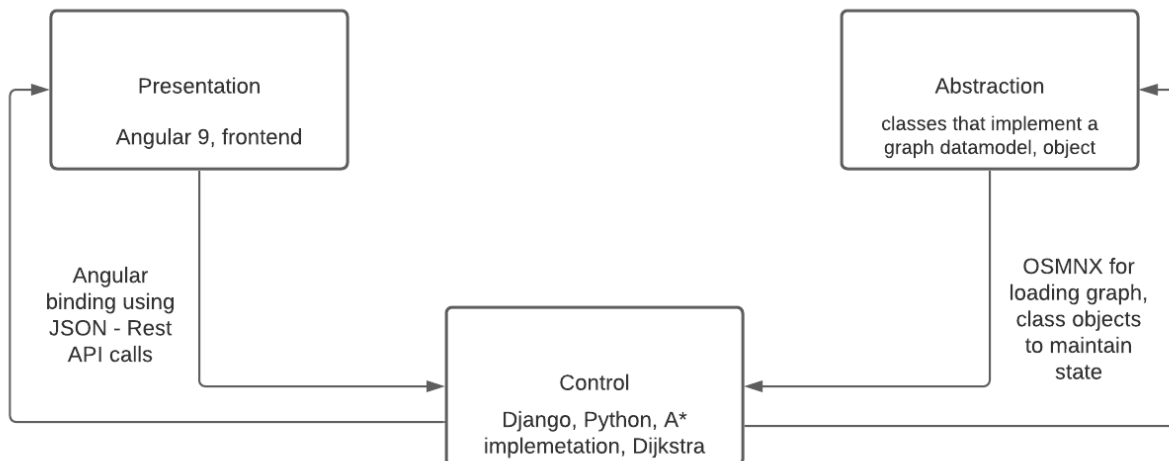 Presentation
Angular 9, frontend
Abstraction
classes that implement a
graph datamodel, object
Angular
binding using
JSON - Rest
API calls
OSMNX for
loading graph,
class objects
to maintain
state
Control
Django, Python, A*
implemetation, Dijkstra